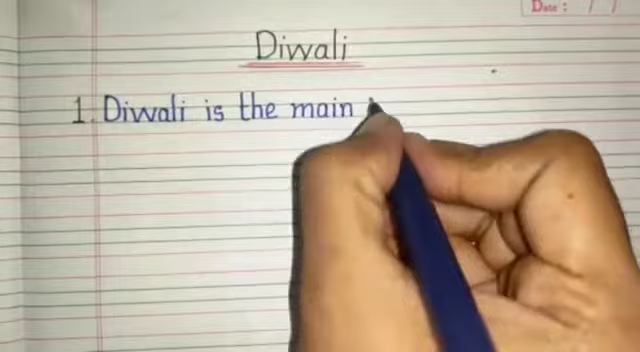 Date : / /
Diwali
1. Diwali is the main